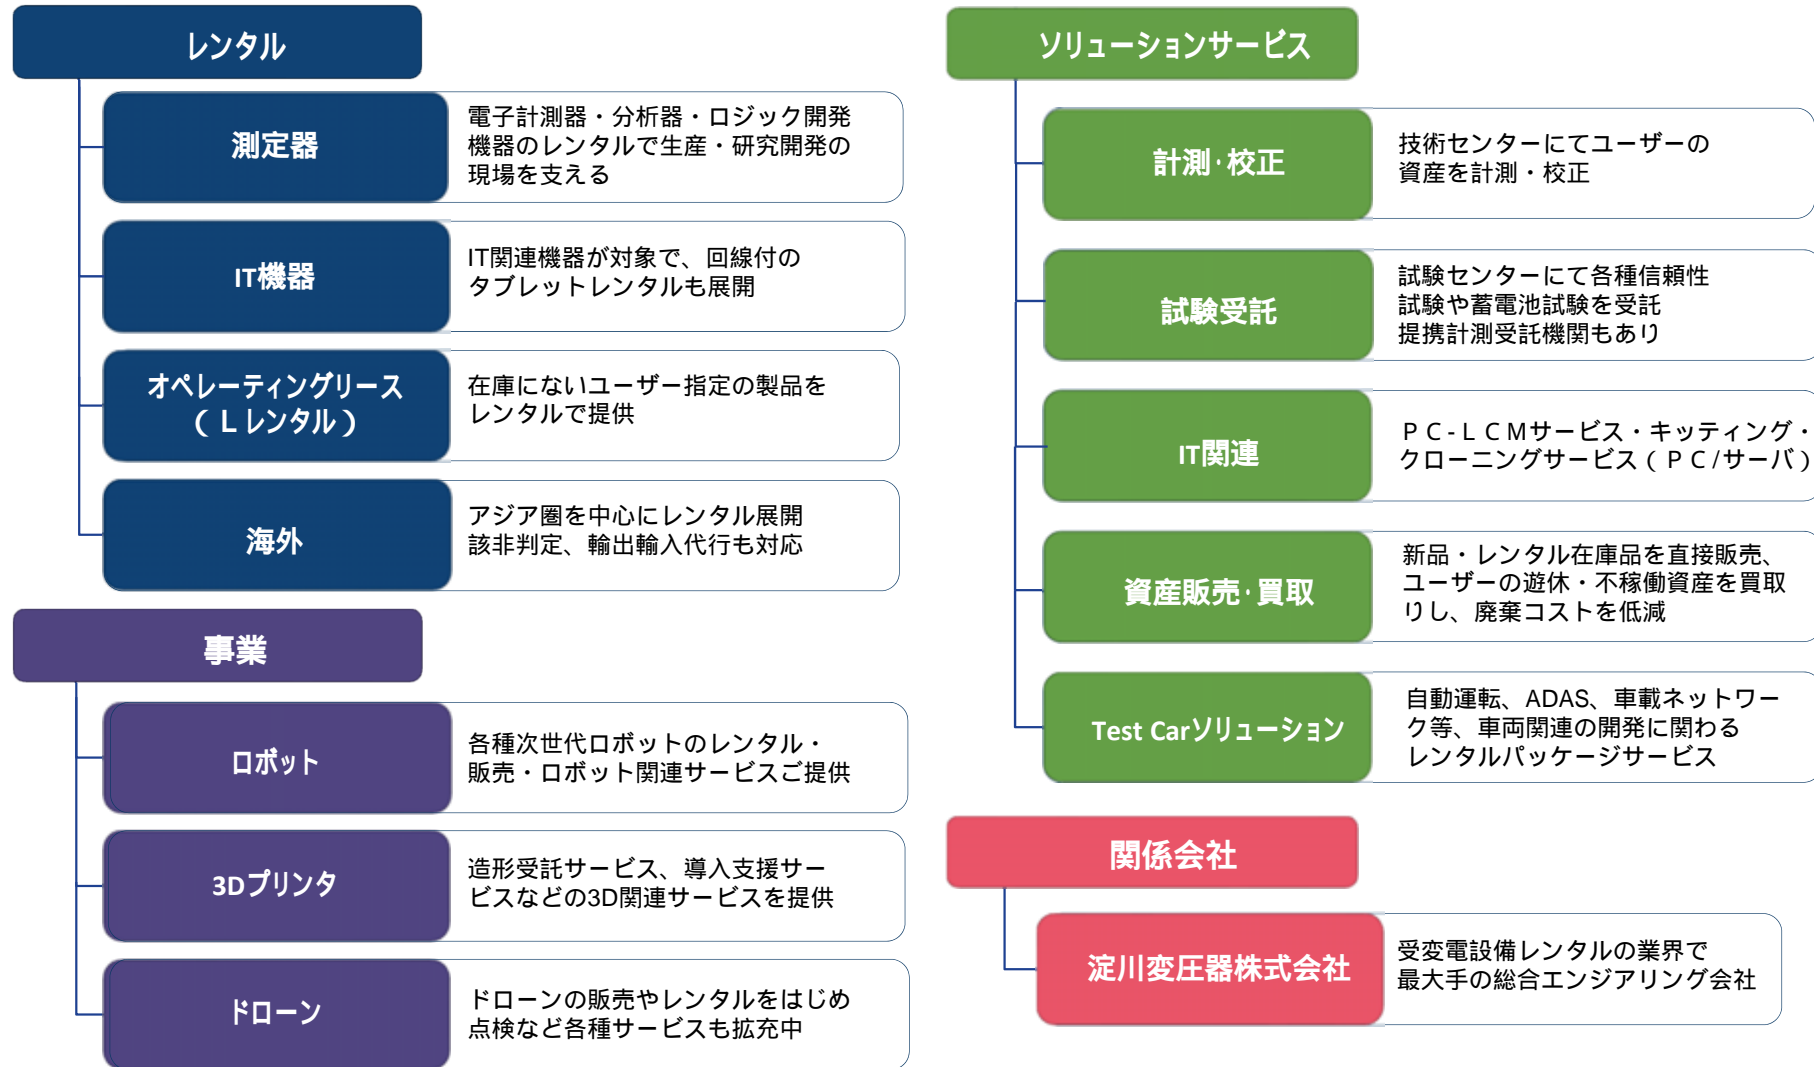 レンタル
測定器
電子計測器・分析器・ロジック開発
機器のレンタルで生産・研究開発の
現場を支える
IT機器
IT関連機器が対象で、回線付の
タブレットレンタルも展開
オペレーティングリース
（Ｌレンタル）
在庫にないユーザー指定の製品を
レンタルで提供
海外
アジア圏を中心にレンタル展開
該非判定、輸出輸入代行も対応
事業
ロボット
各種次世代ロボットのレンタル・
販売・ロボット関連サービスご提供
3Dプリンタ
造形受託サービス、導入支援サー
ビスなどの3D関連サービスを提供
ドローン
ドローンの販売やレンタルをはじめ
点検など各種サービスも拡充中
ソリューションサービス
計測･校正
技術センターにてユーザーの
資産を計測・校正
試験受託
試験センターにて各種信頼性
試験や蓄電池試験を受託
提携計測受託機関もあり
IT関連
ＰＣ-ＬＣＭサービス・キッティング・
クローニングサービス（ＰＣ/サーバ）
資産販売･買取
新品・レンタル在庫品を直接販売、
ユーザーの遊休・不稼働資産を買取
りし、廃棄コストを低減
Test Carソリューション
自動運転、ADAS、車載ネットワー
ク等、車両関連の開発に関わる
レンタルパッケージサービス
関係会社
淀川変圧器株式会社
受変電設備レンタルの業界で
最大手の総合エンジアリング会社